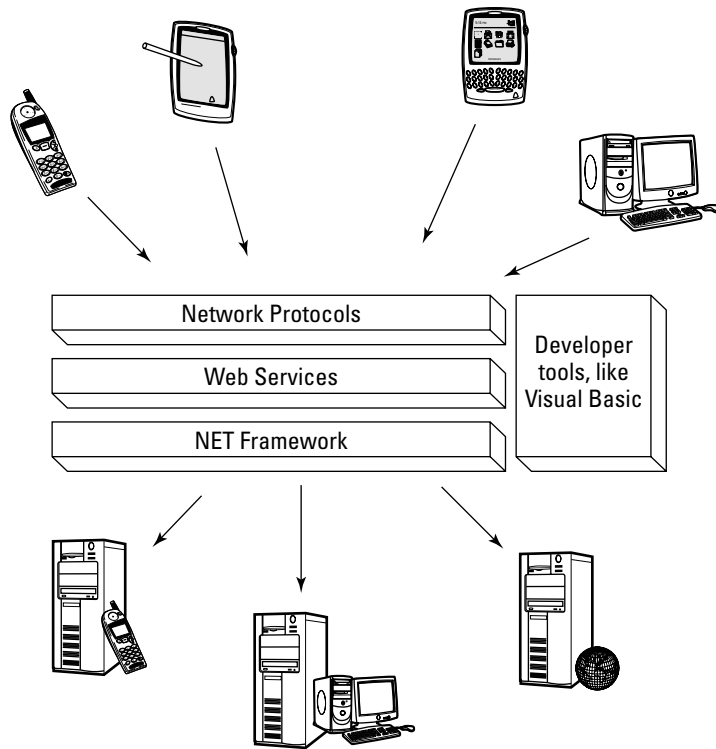 Network Protocols
Web Services
NET Framework
Developer
tools, like
Visual Basic